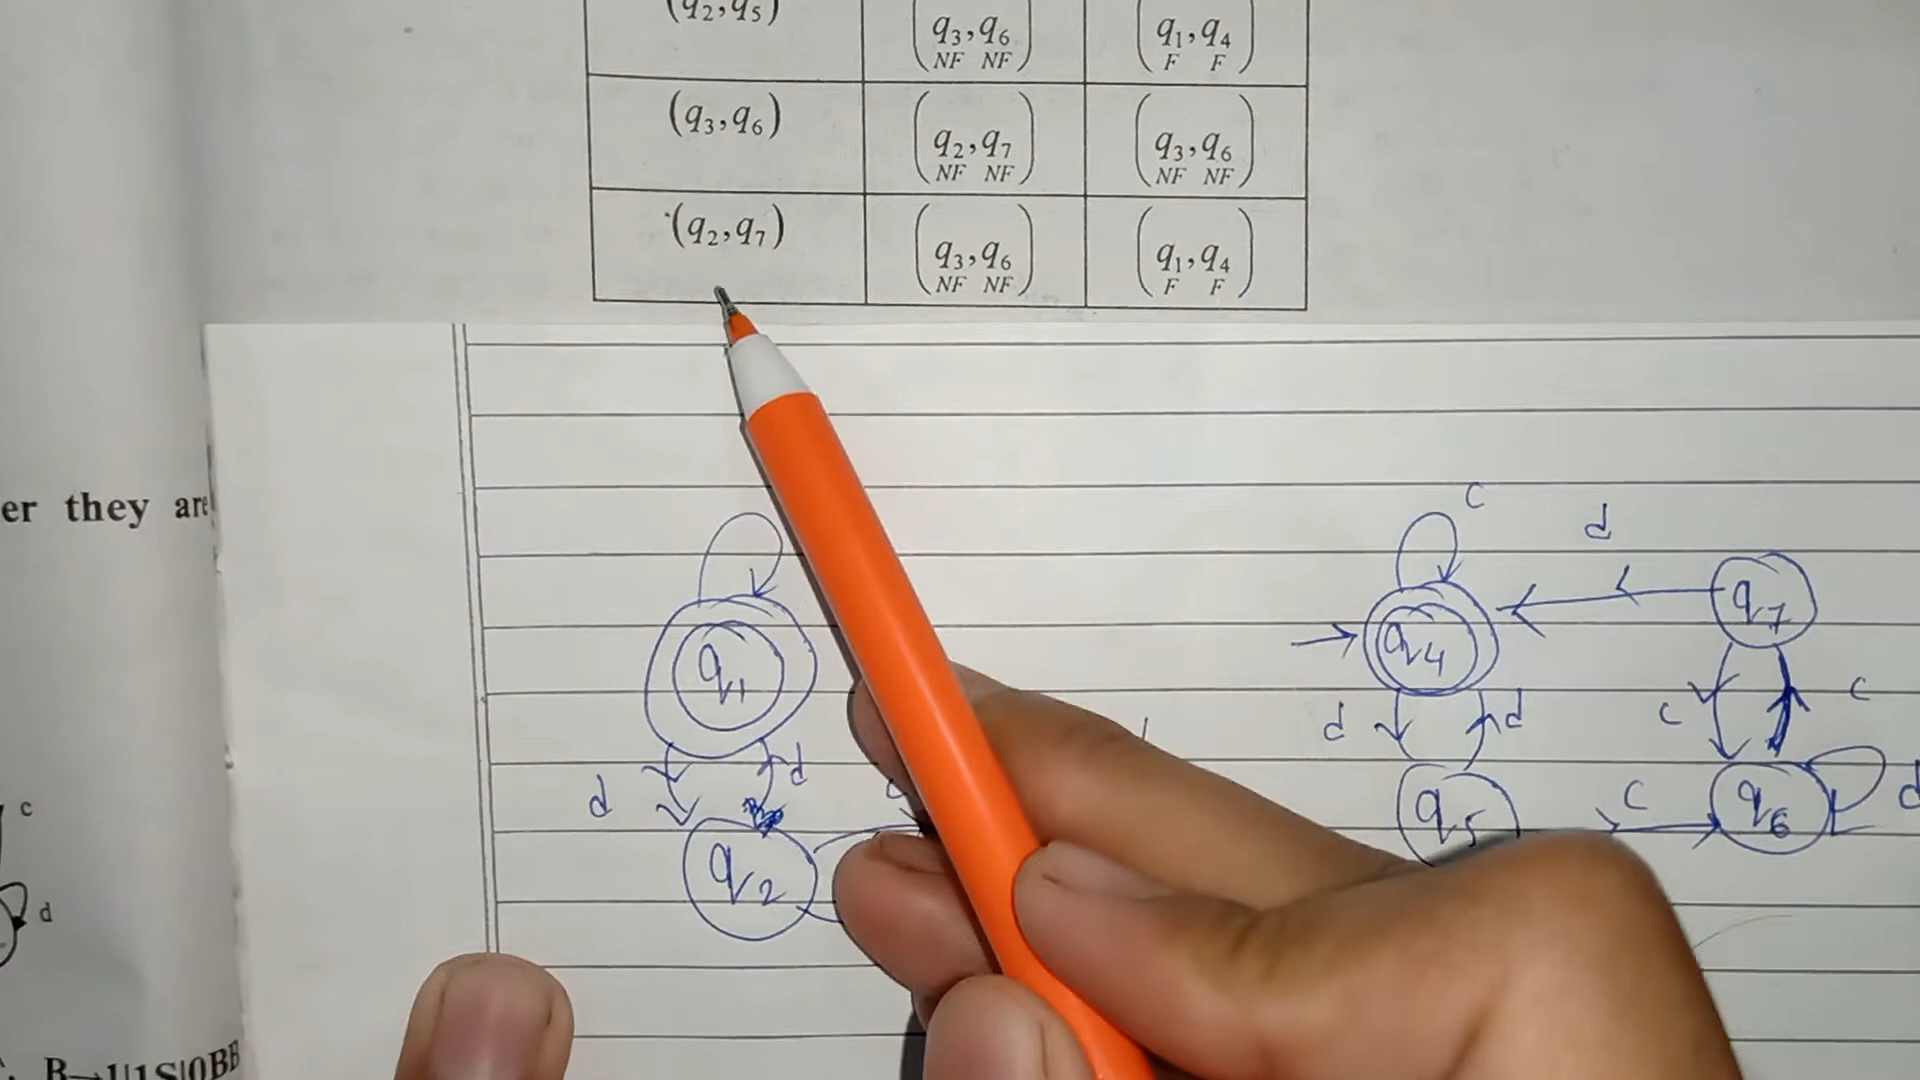 (q2,q5) (q3,q6) (q1,q4)
NF NF F F
(q3,q6) (q2,q7) (q3,q6)
NF NF NF NF
(q2,q7) (q3,q6) (q1,q4)
NF NF F F
er they are
c
d
B→1|1S|0BB
c
d
q1
q4
q7
d
d
d
d
c
c
c
q2
q5
c
q6
d